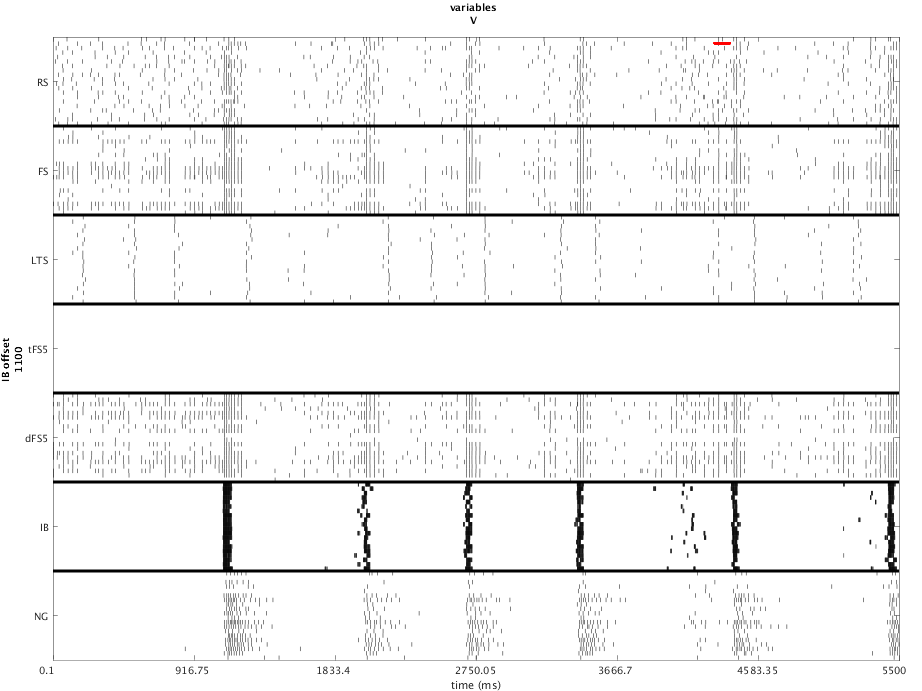 variables
V
RS
FS
LTS
tFS5
dFS5
IB
NG
IB offset
1100
0.1 916.75 1833.4 2750.05 3666.7 4583.35 5500
time (ms)